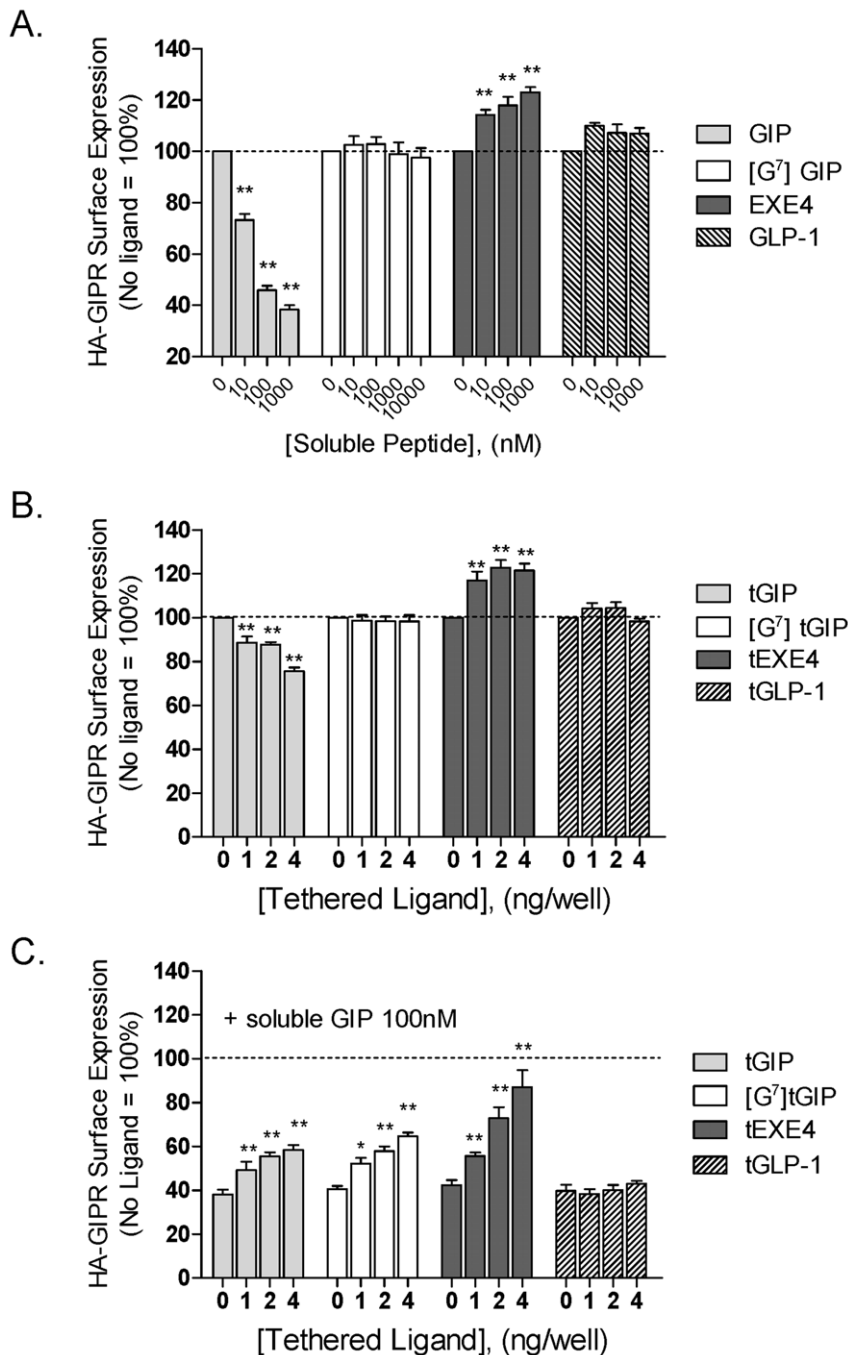 A.
HA-GIPR Surface Expression
(No ligand = 100%)
140
120
100
80
60
40
20
** ** ** ** ** **
0 10 100 1000 0 10 100 1000 10000 0 10 100 1000 0 10 100 1000
[Soluble Peptide], (nM)
GIP
[G⁷] GIP
EXE4
GLP-1
B.
HA-GIPR Surface Expression
(No ligand = 100%)
140
120
100
80
60
40
20
0
** ** ** ** ** **
0 1 2 4 0 1 2 4 0 1 2 4 0 1 2 4
[Tethered Ligand], (ng/well)
tGIP
[G⁷] tGIP
tEXE4
tGLP-1
C.
HA-GIPR Surface Expression
(No Ligand = 100%)
140
120
100
80
60
40
20
0
+ soluble GIP 100nM
** ** ** * ** ** ** ** **
0 1 2 4 0 1 2 4 0 1 2 4 0 1 2 4
[Tethered Ligand], (ng/well)
tGIP
[G⁷]tGIP
tEXE4
tGLP-1